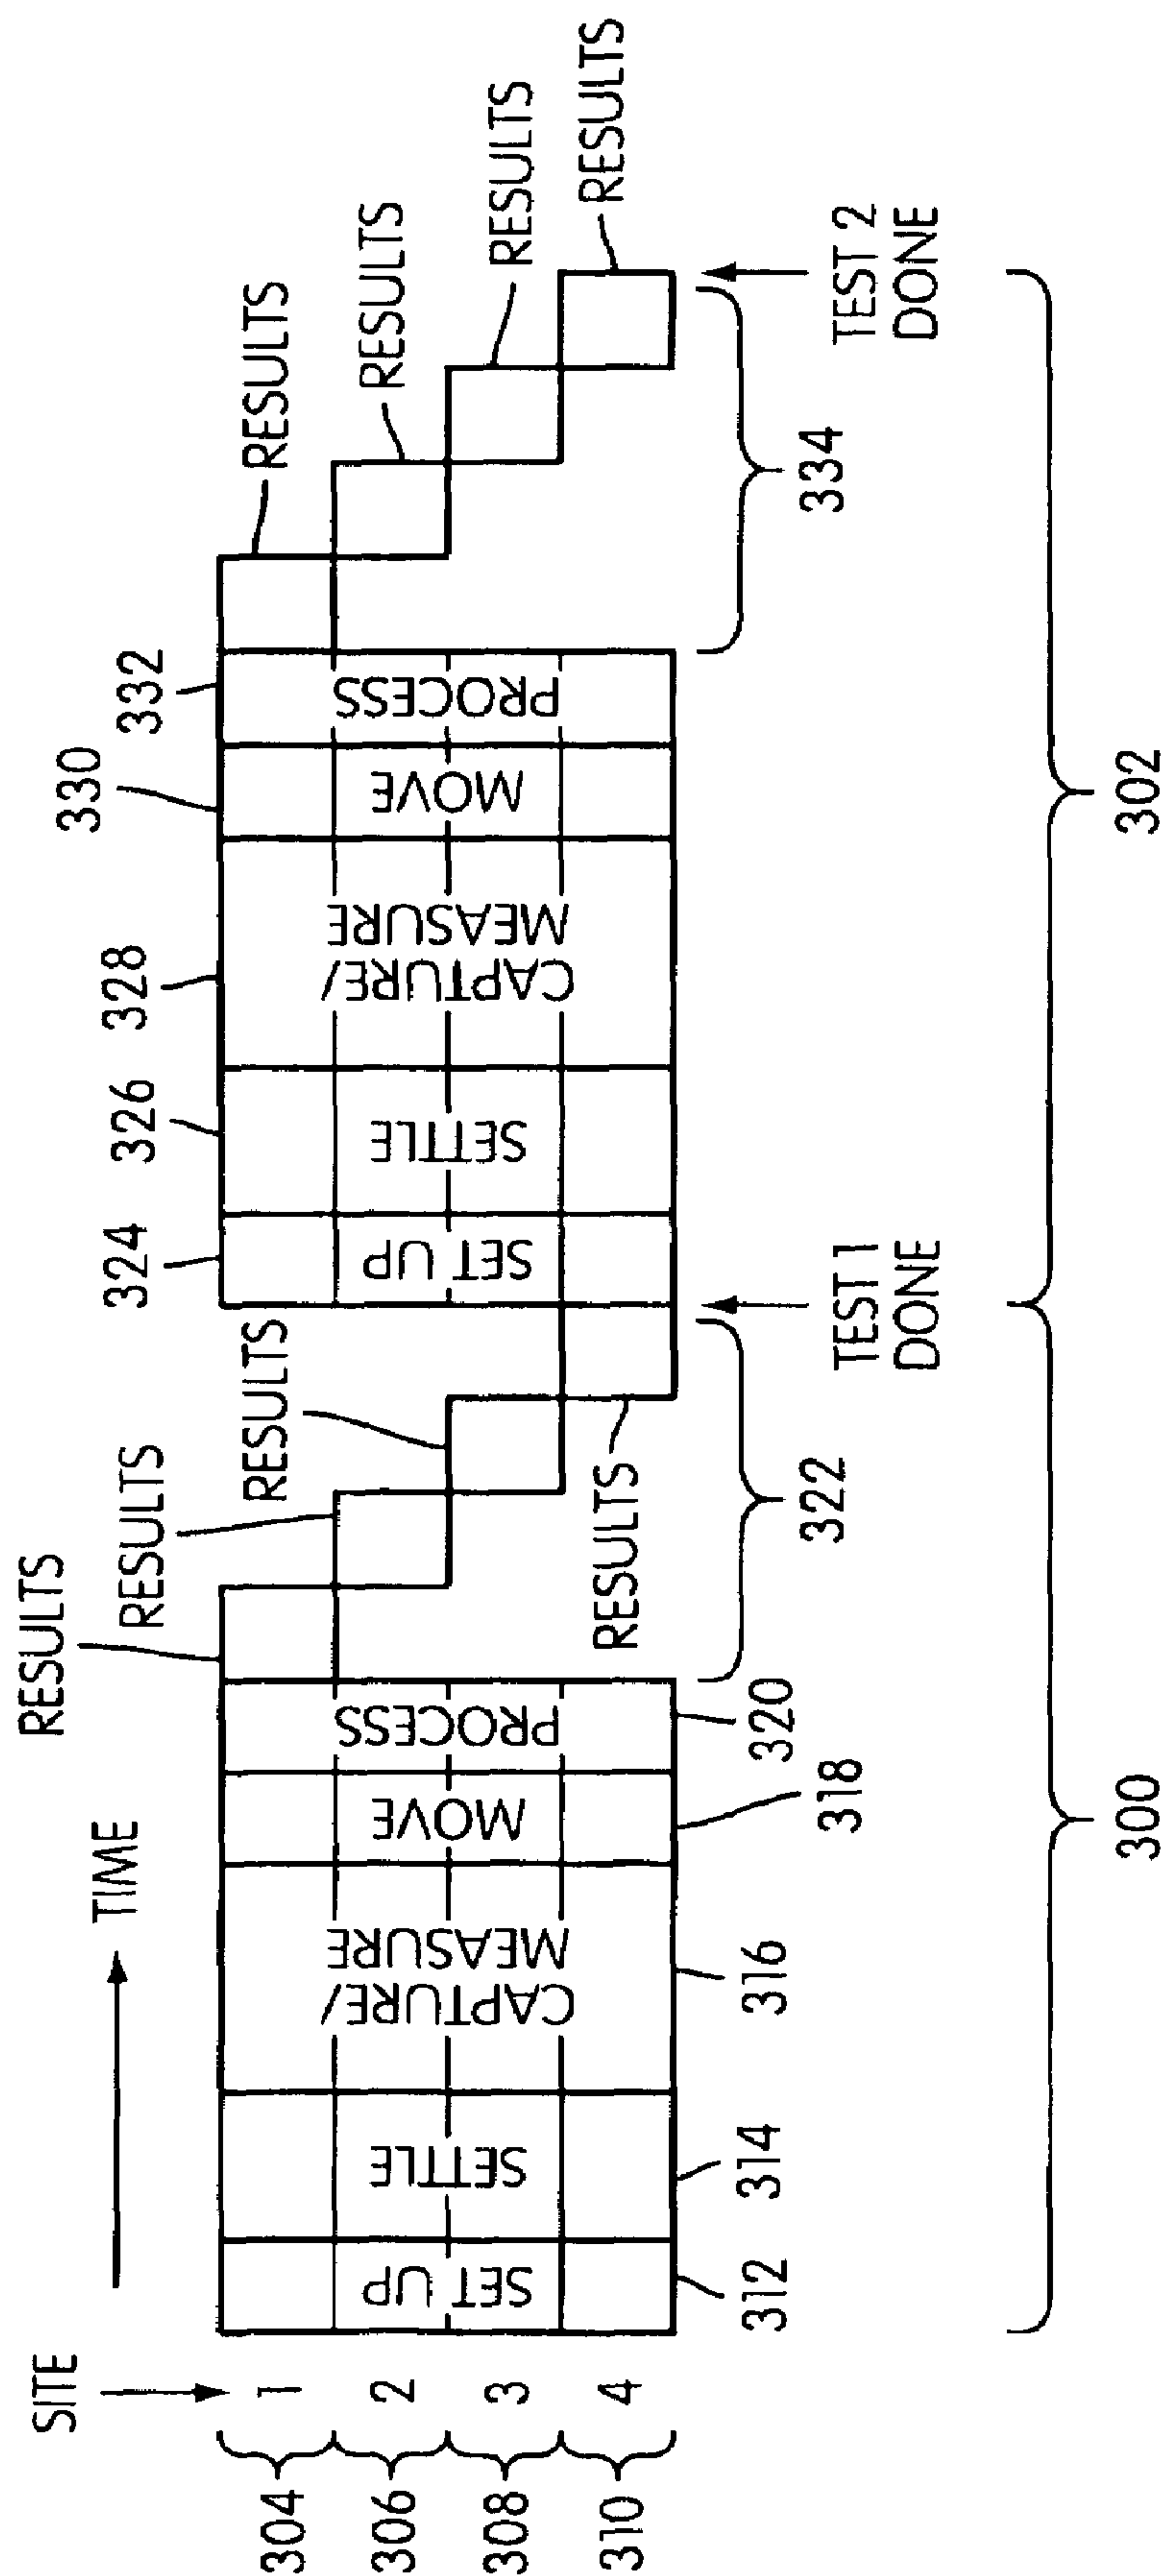 SITE
TIME
RESULTS
RESULTS
RESULTS
RESULTS
330
332
324
326
328
RESULTS
RESULTS
RESULTS
RESULTS
304
1
306
2
308
3
310
4
SET UP
SETTLE
CAPTURE/
MEASURE
MOVE
PROCESS
SET UP
SETTLE
CAPTURE/
MEASURE
MOVE
PROCESS
312
314
316
318
320
322
334
TEST 1
DONE
TEST 2
DONE
300
302